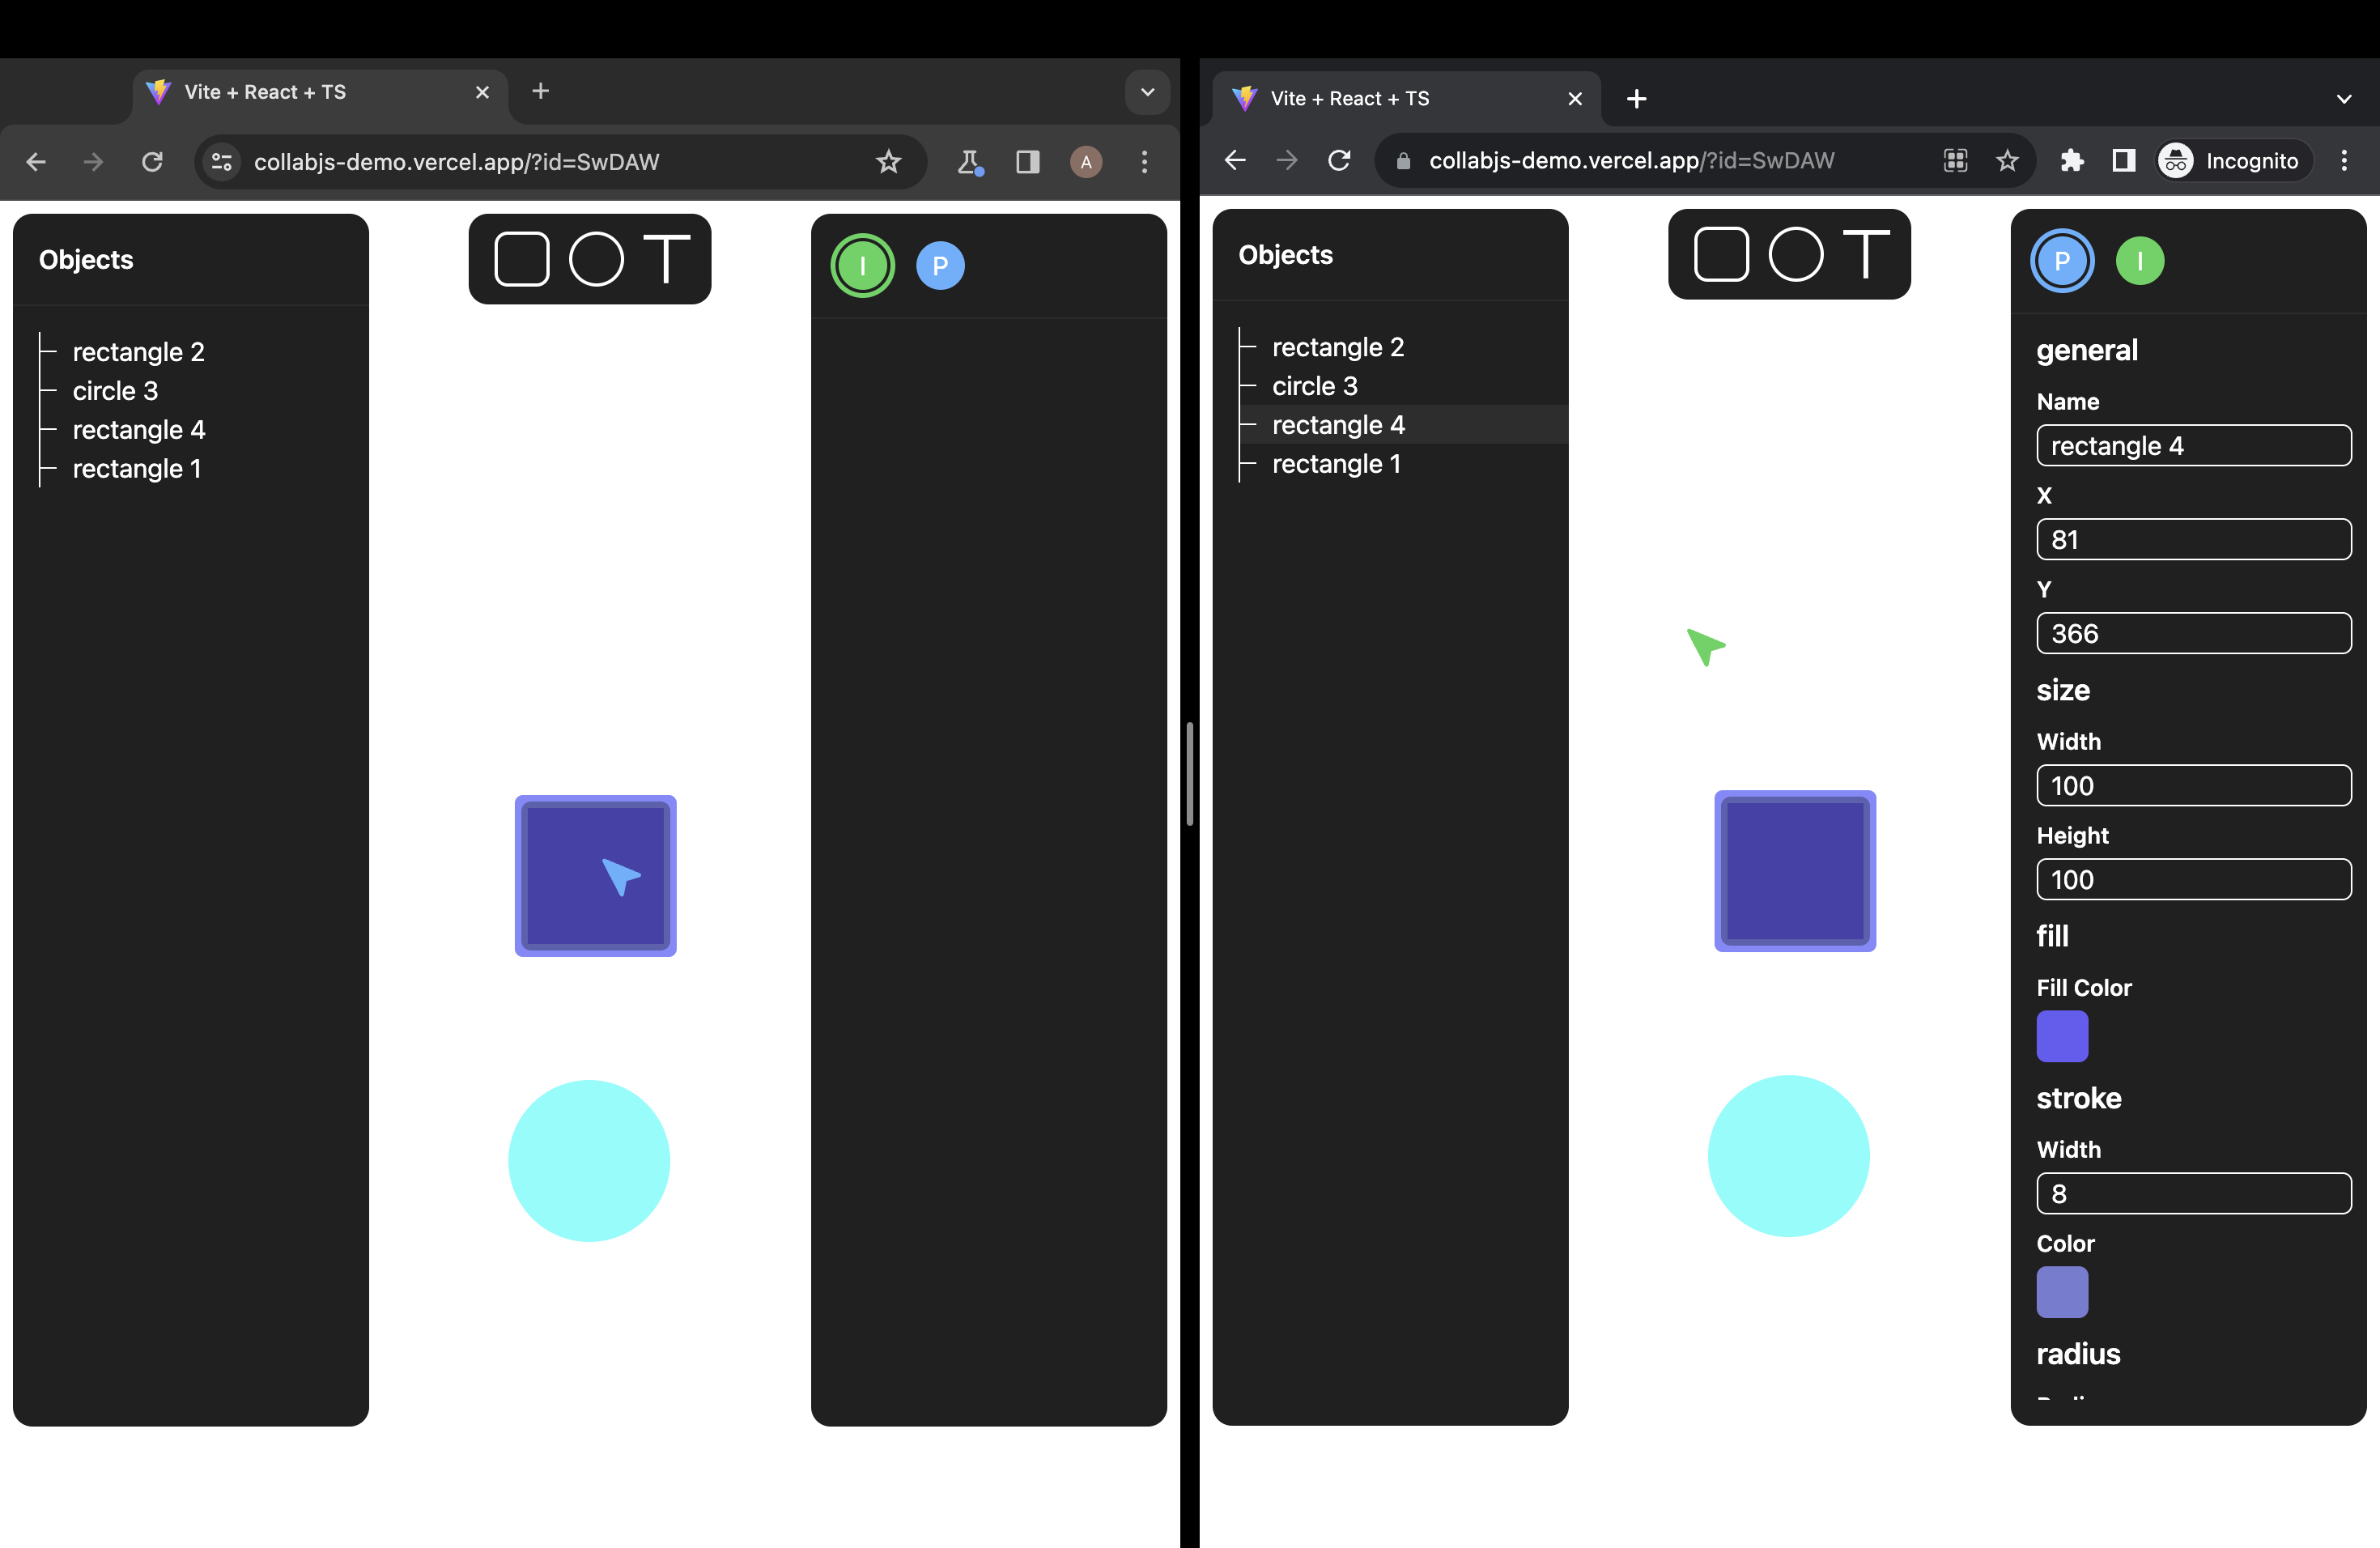 Vite + React + TS
collabjs-demo.vercel.app/?id=SwDAW
A
Objects
rectangle 2
circle 3
rectangle 4
rectangle 1
T
I
P
Vite + React + TS
collabjs-demo.vercel.app/?id=SwDAW
Incognito
Objects
rectangle 2
circle 3
rectangle 4
rectangle 1
T
P
I
general
Name
rectangle 4
X
81
Y
366
size
Width
100
Height
100
fill
Fill Color
stroke
Width
8
Color
radius